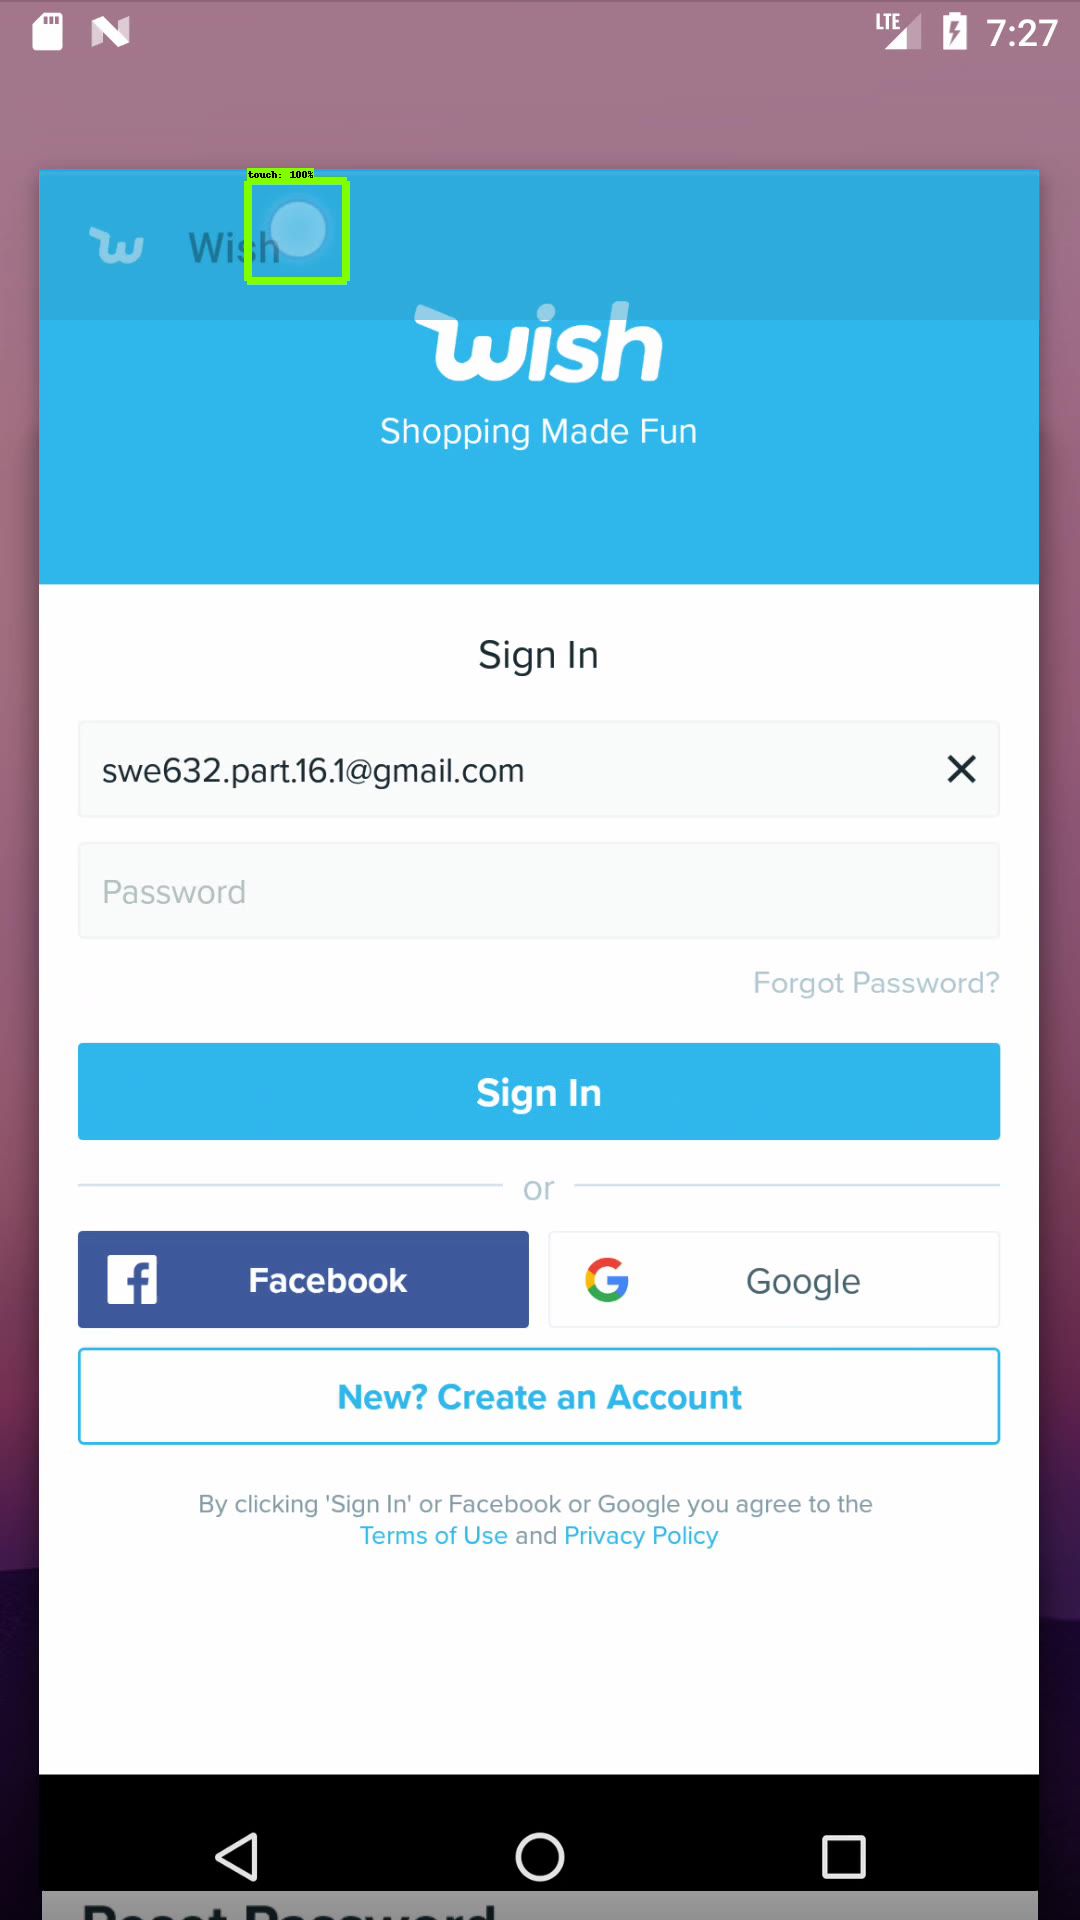 LTE 7:27
touch: 100%
Wish
wish
Shopping Made Fun
Sign In
swe632.part.16.1@gmail.com
Password
Forgot Password?
Sign In
or
Facebook
Google
New? Create an Account
By clicking 'Sign In' or Facebook or Google you agree to the
Terms of Use and Privacy Policy
Reset Password